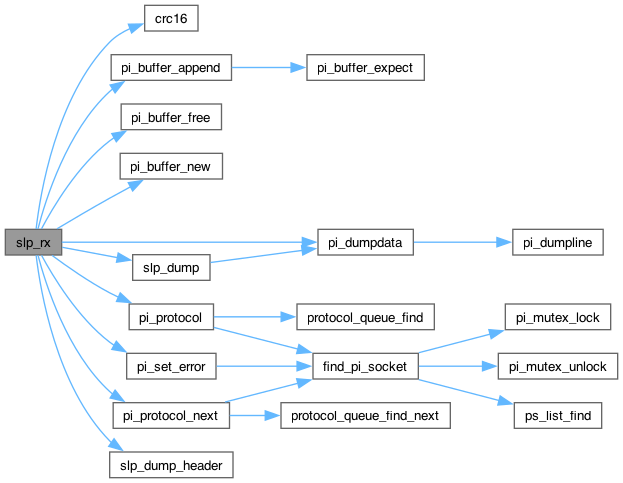 crc16
pi_buffer_append
pi_buffer_expect
pi_buffer_free
pi_buffer_new
slp_rx
pi_dumpdata
pi_dumpline
slp_dump
pi_protocol
protocol_queue_find
pi_mutex_lock
pi_set_error
find_pi_socket
pi_mutex_unlock
pi_protocol_next
protocol_queue_find_next
ps_list_find
slp_dump_header